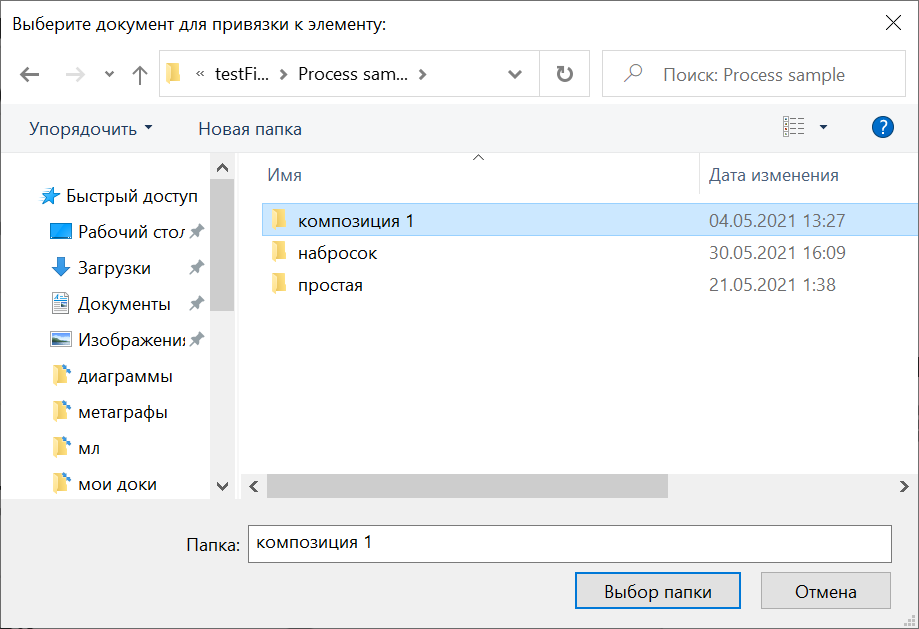 Выберите документ для привязки к элементу:
« testFi... Process sam...
Поиск: Process sample
Упорядочить
Новая папка
?
Быстрый доступ
Рабочий стол
Загрузки
Документы
Изображения
диаграммы
метаграфы
мл
мои доки
Имя
Дата изменения
композиция 1
04.05.2021 13:27
набросок
30.05.2021 16:09
простая
21.05.2021 1:38
Папка:
композиция 1
Выбор папки
Отмена